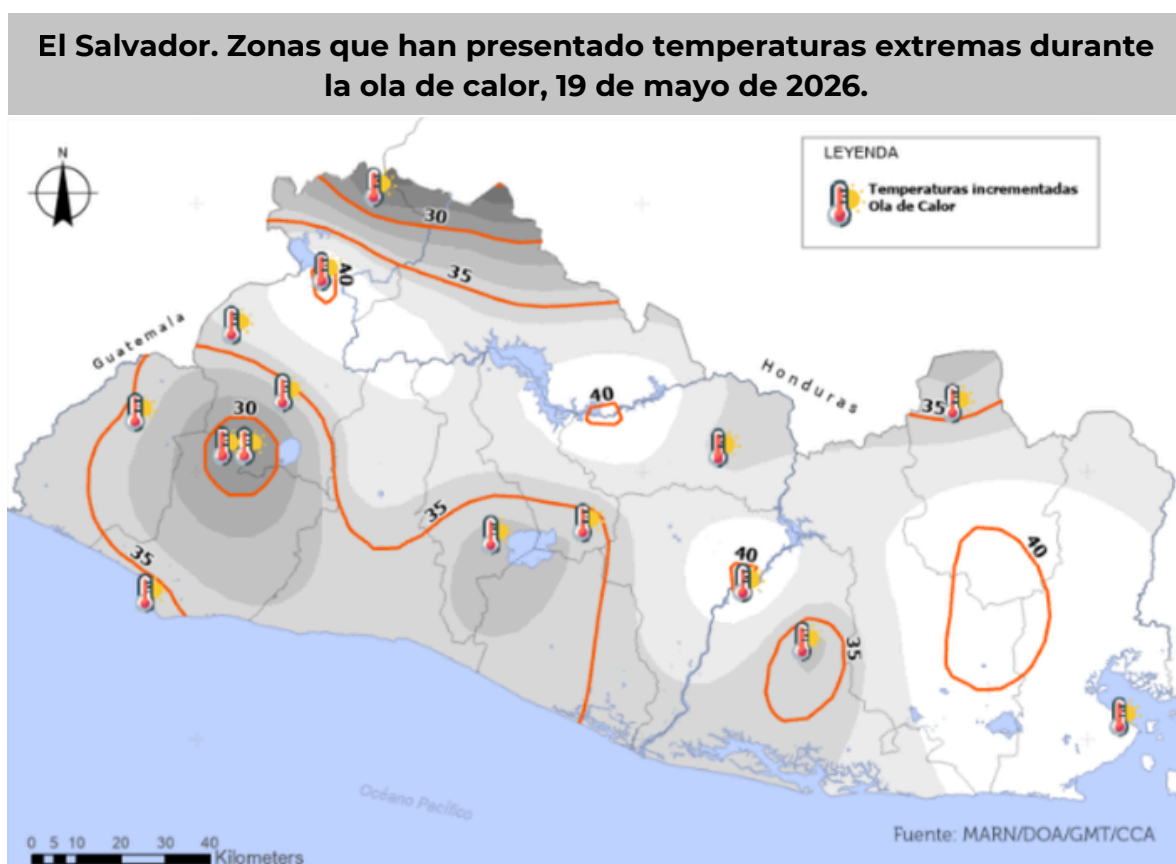 El Salvador. Zonas que han presentado temperaturas extremas durante
la ola de calor, 19 de mayo de 2026.
N
LEYENDA
Temperaturas incrementadas
Ola de Calor
30
35
40
Guatemala
Honduras
30
40
35
35
40
40
35
35
Océano Pacífico
Fuente: MARN/DOA/GMT/CCA
0 5 10 20 30 40
Kilometers